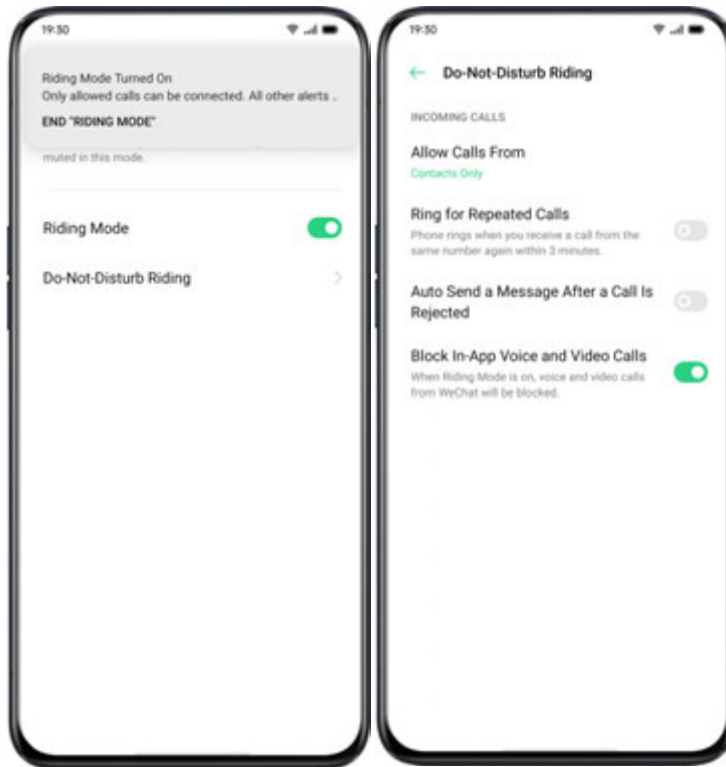 19:30
Riding Mode Turned On
Only allowed calls can be connected. All other alerts ..
END "RIDING MODE"
muted in this mode.
Riding Mode
Do-Not-Disturb Riding
19:30
Do-Not-Disturb Riding
INCOMING CALLS
Allow Calls From
Contacts Only
Ring for Repeated Calls
Phone rings when you receive a call from the
same number again within 3 minutes.
Auto Send a Message After a Call Is
Rejected
Block In-App Voice and Video Calls
When Riding Mode is on, voice and video calls
from WeChat will be blocked.